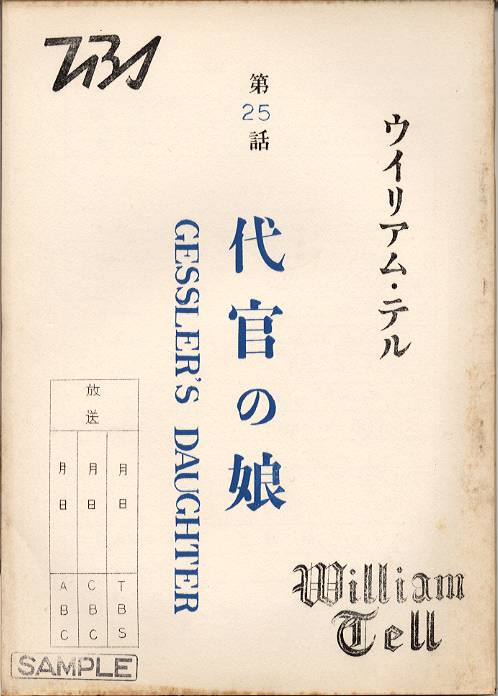 TBS
ウイリアム・テル
第25話
代官の娘
GESSLER'S DAUGHTER
William
Tell
放送
月日
月日
月日
ABC
CBC
TBS
SAMPLE